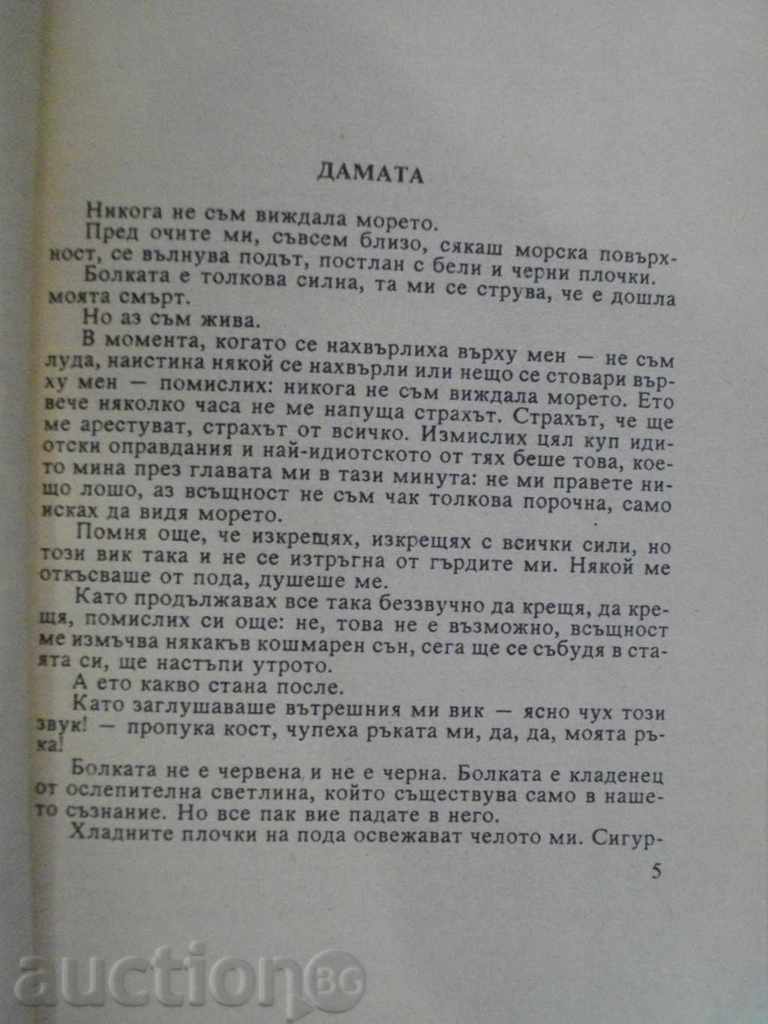 ДАМАТА
Никога не съм виждала морето.
Пред очите ми, съвсем близо, сякаш морска повърх-
ност, се вълнува подът, постлан с бели и черни плочки.
Болката е толкова силна, та ми се струва, че е дошла
моята смърт.
Но аз съм жива.
В момента, когато се нахвърлиха върху мен — не съм
луда, наистина някой се нахвърли или нещо се стовари вър-
ху мен — помислих: никога не съм виждала морето. Ето
вече няколко часа не ме напуща страхът. Страхът, че ще
ме арестуват, страхът от всичко. Измислих цял куп иди-
отски оправдания и най-идиотското от тях беше това, кое-
то мина през главата ми в тази минута: не ми правете ни-
що лошо, аз всъщност не съм чак толкова порочна, само
исках да видя морето.
Помня още, че изкрещях, изкрещях с всички сили, но
този вик така и не се изтръгна от гърдите ми. Някой ме
откъсваше от пода, душеше ме.
Като продължавах все така беззвучно да крещя, да кре-
щя, помислих си още: не, това не е възможно, всъщност
ме измъчва някакъв кошмарен сън, сега ще се събудя в ста-
ята си, ще настъпи утрото.
А ето какво стана после.
Като заглушаваше вътрешния ми вик — ясно чух този
звук! — пропука кост, чупеха ръката ми, да, да, моята ръ-
ка!
Болката не е червена и не е черна. Болката е кладенец
от ослепителна светлина, който съществува само в наше-
то съзнание. Но все пак вие падате в него.
Хладните плочки на пода освежават челото ми. Сигур-
5
auction BG